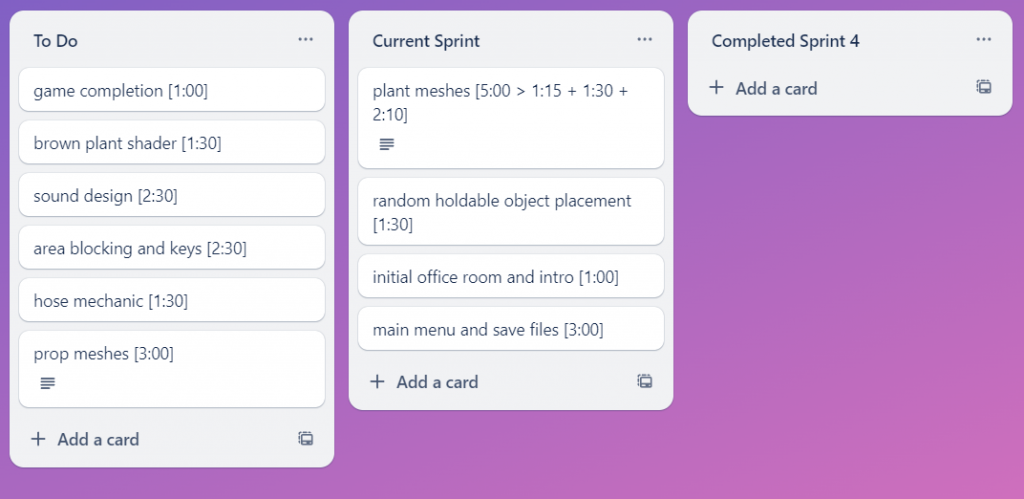 To Do
game completion [1:00]
brown plant shader [1:30]
sound design [2:30]
area blocking and keys [2:30]
hose mechanic [1:30]
prop meshes [3:00]
Add a card
Current Sprint
plant meshes [5:00 > 1:15 + 1:30 +
2:10]
random holdable object placement
[1:30]
initial office room and intro [1:00]
main menu and save files [3:00]
Add a card
Completed Sprint 4
Add a card